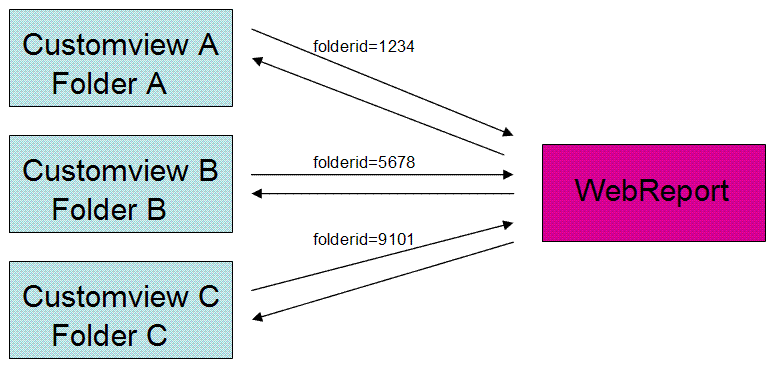 Customview A
Folder A
folderid=1234
Customview B
Folder B
folderid=5678
WebReport
folderid=9101
Customview C
Folder C